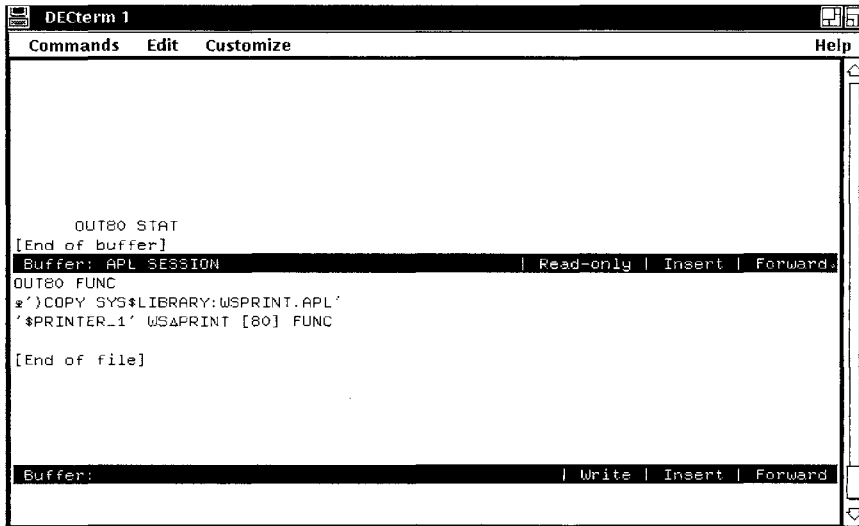 DECterm 1
Commands Edit Customize Help
OUT80 STAT
[End of buffer]
Buffer: APL SESSION | Read-only | Insert | Forward
OUT80 FUNC
⍎')COPY SYS$LIBRARY:WSPRINT.APL'
'$PRINTER_1' WS∆PRINT [80] FUNC
[End of file]
Buffer: | Write | Insert | Forward